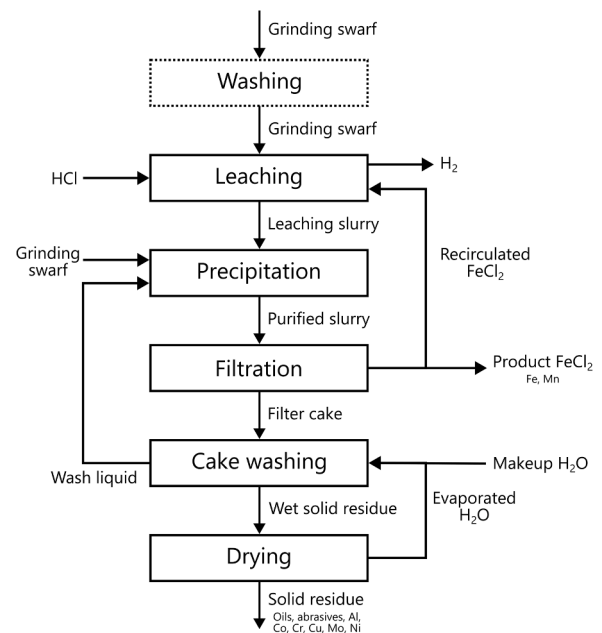 Grinding swarf
Washing
Grinding swarf
HCl
Leaching
H₂
Leaching slurry
Recirculated
FeCl₂
Grinding
swarf
Precipitation
Purified slurry
Filtration
Product FeCl₂
Fe, Mn
Filter cake
Cake washing
Makeup H₂O
Wash liquid
Wet solid residue
Evaporated
H₂O
Drying
Solid residue
Oils, abrasives, Al,
Co, Cr, Cu, Mo, Ni